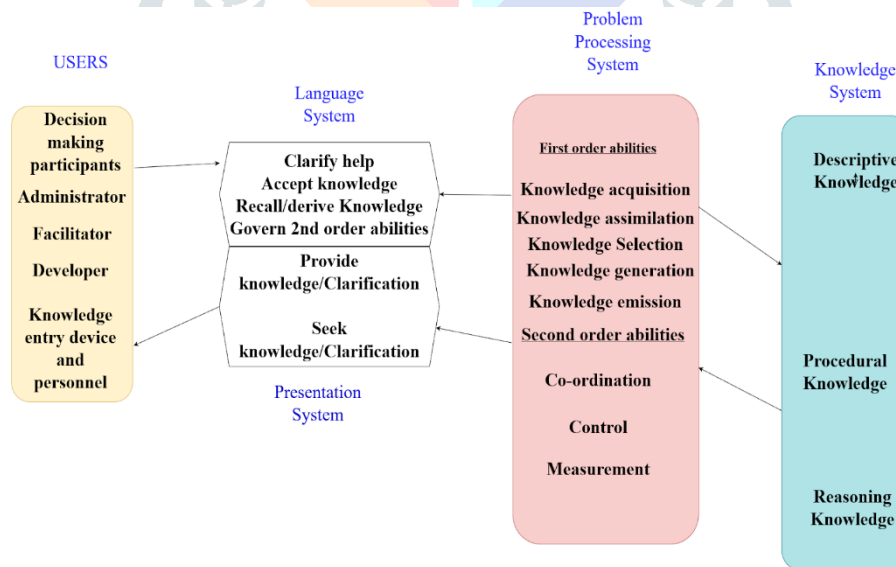 USERS
Decision
making
participants
Administrator
Facilitator
Developer
Knowledge
entry device
and
personnel
Language
System
Clarify help
Accept knowledge
Recall/derive Knowledge
Govern 2nd order abilities
Provide
knowledge/Clarification
Seek
knowledge/Clarification
Presentation
System
Problem
Processing
System
First order abilities
Knowledge acquisition
Knowledge assimilation
Knowledge Selection
Knowledge generation
Knowledge emission
Second order abilities
Co-ordination
Control
Measurement
Knowledge
System
Descriptive
Knowledge
Procedural
Knowledge
Reasoning
Knowledge